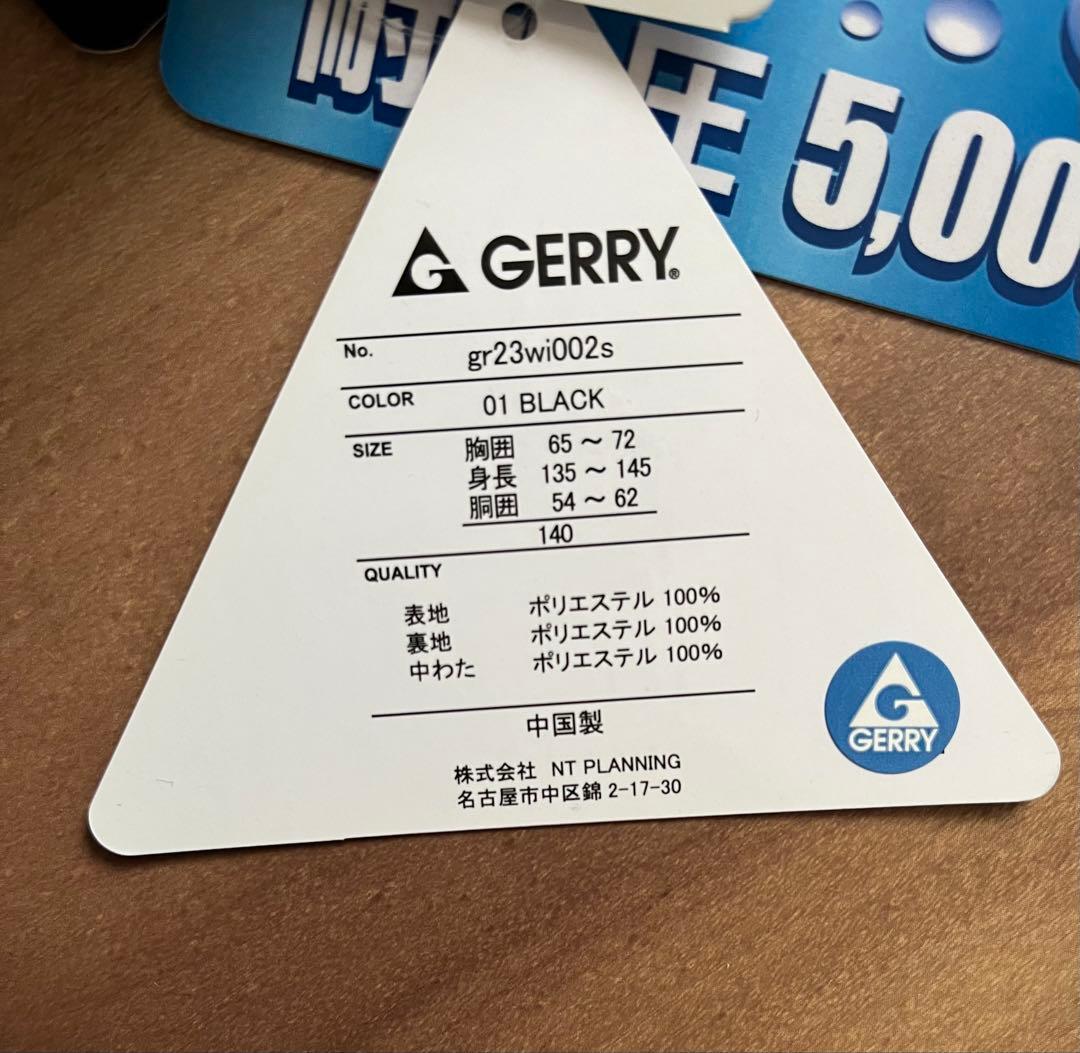 圧 5,00
G GERRY®
No. gr23wi002s
COLOR 01 BLACK
SIZE 胸囲 65 ～ 72
身長 135 ～ 145
胴囲 54 ～ 62
140
QUALITY
表地 ポリエステル 100%
裏地 ポリエステル 100%
中わた ポリエステル 100%
中国製
株式会社 NT PLANNING
名古屋市中区錦 2-17-30
G
GERRY